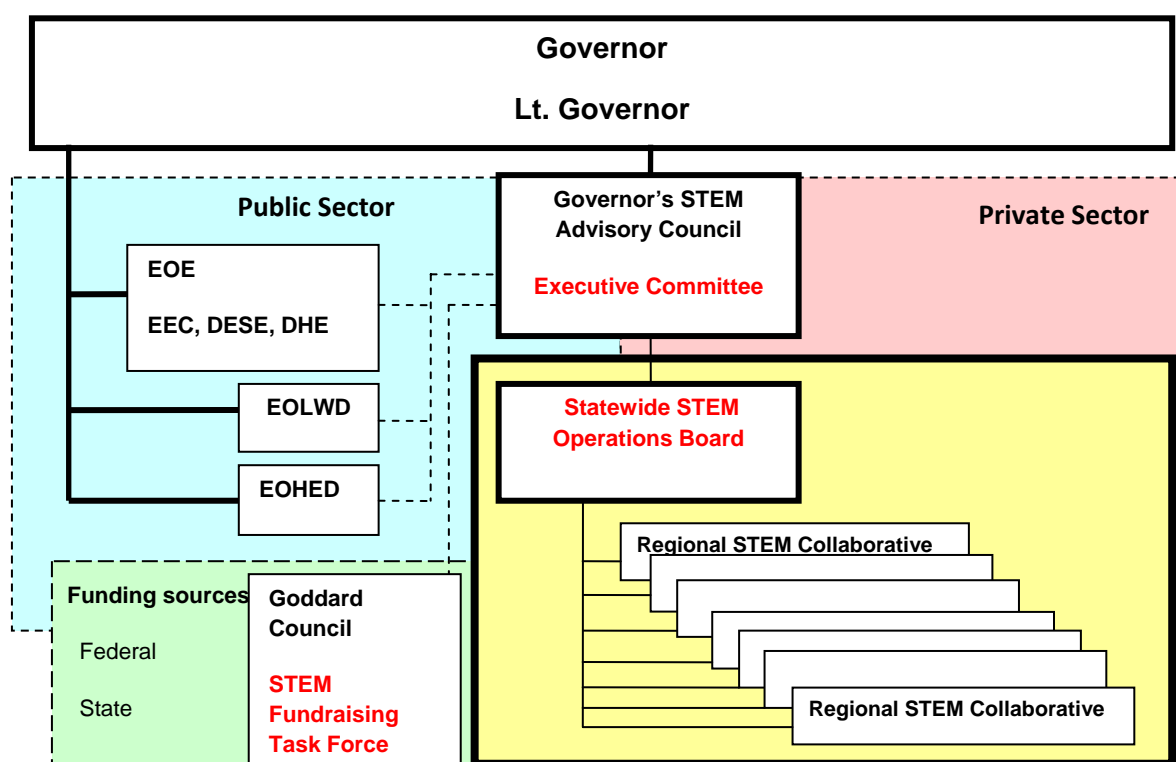 Governor
Lt. Governor
Public Sector
Governor’s STEM
Advisory Council
Executive Committee
Private Sector
EOE
EEC, DESE, DHE
EOLWD
EOHED
Statewide STEM
Operations Board
Regional STEM Collaborative
Regional STEM Collaborative
Funding sources
Federal
State
Goddard
Council
STEM
Fundraising
Task Force